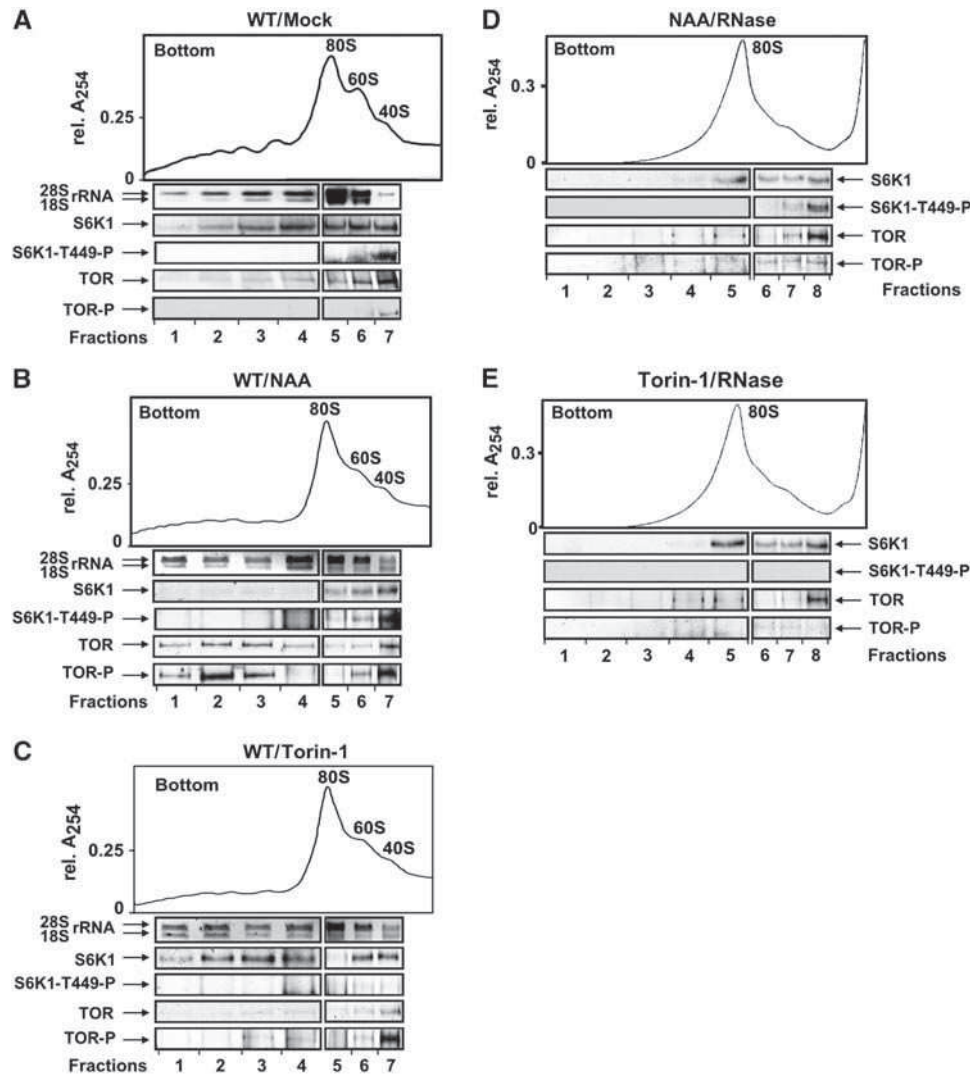 A
WT/Mock
Bottom
80S
60S
40S
rel. A254
0.25
0
28S
18S
rRNA
S6K1
S6K1-T449-P
TOR
TOR-P
Fractions 1 2 3 4 5 6 7
B
WT/NAA
Bottom
80S
60S
40S
rel. A254
0.25
0
28S
18S
rRNA
S6K1
S6K1-T449-P
TOR
TOR-P
Fractions 1 2 3 4 5 6 7
C
WT/Torin-1
Bottom
80S
60S
40S
rel. A254
0.25
0
28S
18S
rRNA
S6K1
S6K1-T449-P
TOR
TOR-P
Fractions 1 2 3 4 5 6 7
D
NAA/RNase
Bottom
80S
rel. A254
0.3
0
S6K1
S6K1-T449-P
TOR
TOR-P
1 2 3 4 5 6 7 8 Fractions
E
Torin-1/RNase
Bottom
80S
rel. A254
0.3
0
S6K1
S6K1-T449-P
TOR
TOR-P
1 2 3 4 5 6 7 8 Fractions